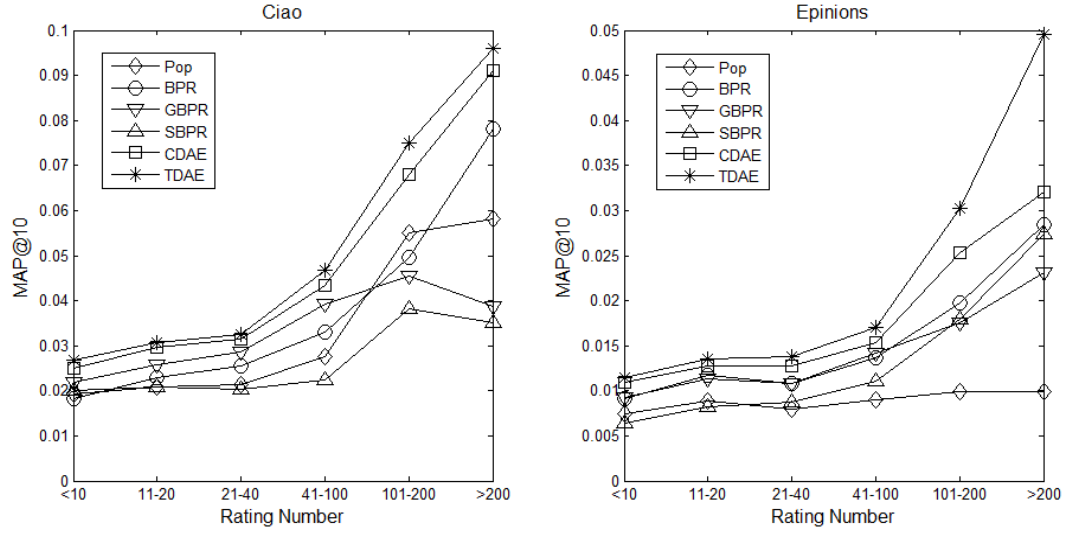 Ciao
0.1
0.09
0.08
0.07
0.06
0.05
0.04
0.03
0.02
0.01
0
MAP@10
Pop
BPR
GBPR
SBPR
CDAE
TDAE
<10 11-20 21-40 41-100 101-200 >200
Rating Number
Epinions
0.05
0.045
0.04
0.035
0.03
0.025
0.02
0.015
0.01
0.005
0
MAP@10
Pop
BPR
GBPR
SBPR
CDAE
TDAE
<10 11-20 21-40 41-100 101-200 >200
Rating Number